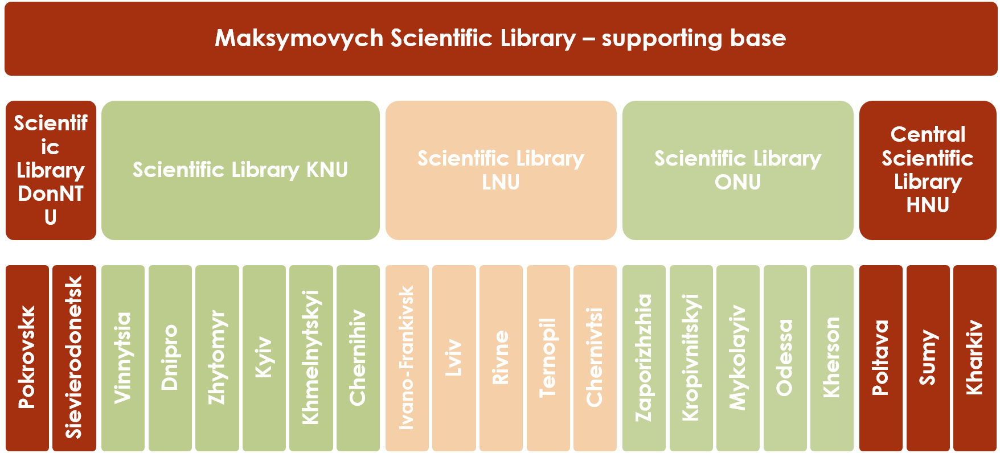 Maksymovych Scientific Library – supporting base
Scientif
ic
Library
DonNT
U
Scientific Library KNU
Scientific Library
LNU
Scientific Library
ONU
Central
Scientific
Library
HNU
Pokrovskк
Sievierodonetsk
Vinnytsia
Dnipro
Zhytomyr
Kyiv
Khmelnytskyi
Chernihiv
Ivano-Frankivsk
Lviv
Rivne
Ternopil
Chernivtsi
Zaporizhzhia
Kropivnitskyi
Mykolayiv
Odessa
Kherson
Poltava
Sumy
Kharkiv